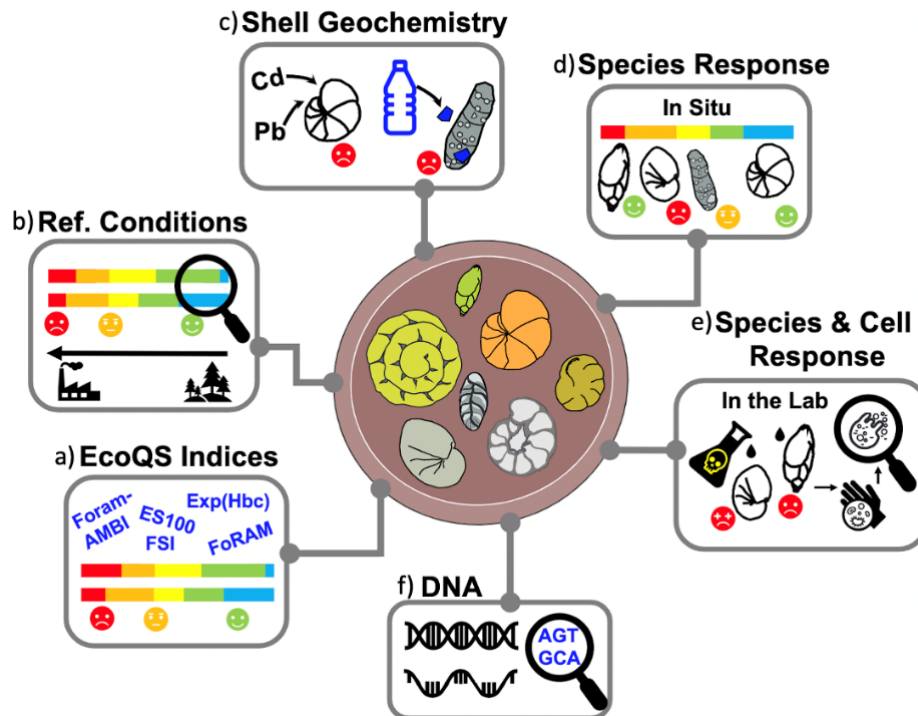 c) Shell Geochemistry
Cd
Pb
d) Species Response
In Situ
b) Ref. Conditions
e) Species & Cell
Response
In the Lab
a) EcoQS Indices
Foram-
AMBI
ES100
FSI
Exp(Hbc)
FoRAM
f) DNA
AGT
GCA